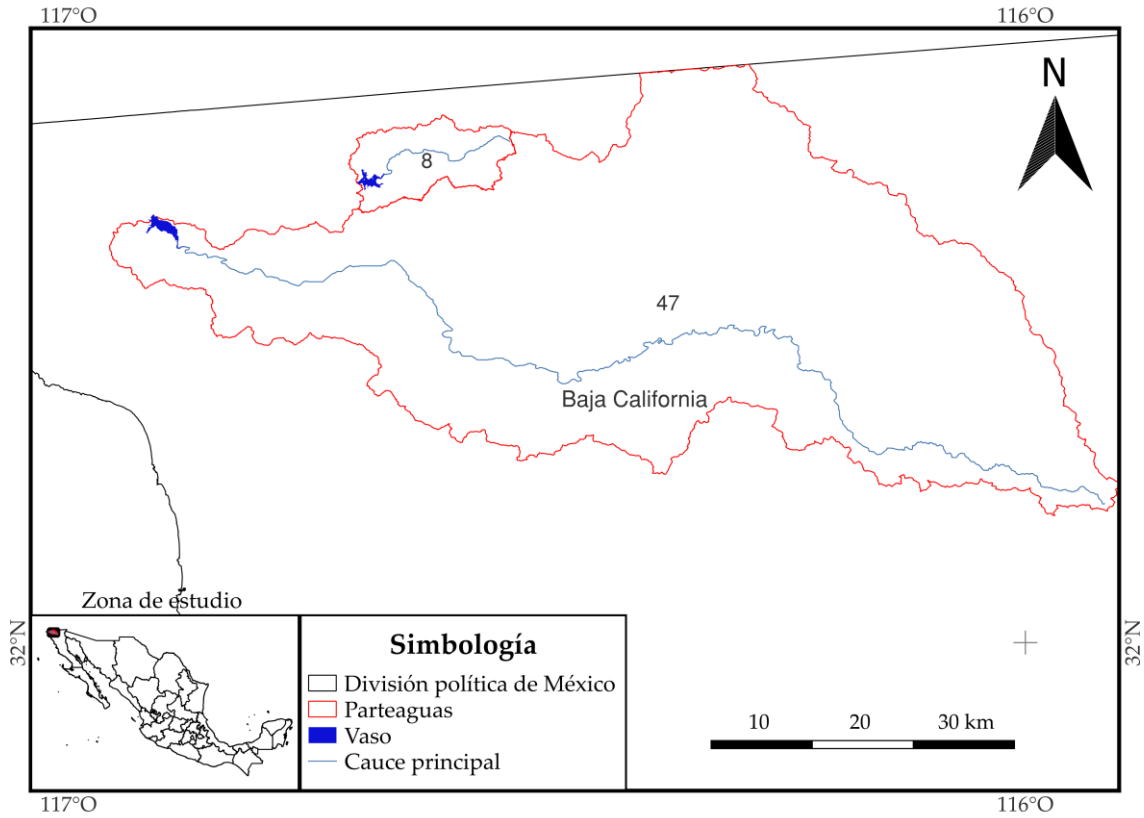 117°O
116°O
N
8
47
Baja California
Zona de estudio
32°N
32°N
Simbología
División política de México
Parteaguas
Vaso
Cauce principal
10
20
30 km
117°O
116°O